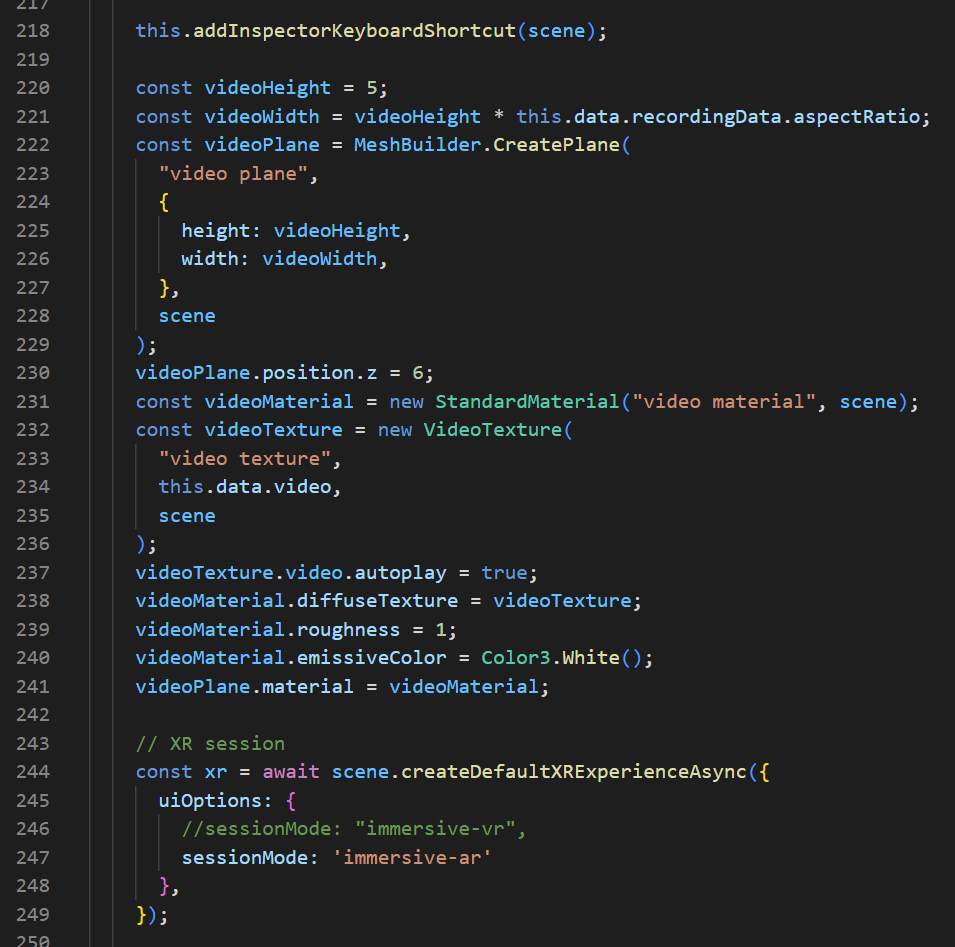 217
218 this.addInspectorKeyboardShortcut(scene);
219
220 const videoHeight = 5;
221 const videoWidth = videoHeight * this.data.recordingData.aspectRatio;
222 const videoPlane = MeshBuilder.CreatePlane(
223 "video plane",
224 {
225 height: videoHeight,
226 width: videoWidth,
227 },
228 scene
229 );
230 videoPlane.position.z = 6;
231 const videoMaterial = new StandardMaterial("video material", scene);
232 const videoTexture = new VideoTexture(
233 "video texture",
234 this.data.video,
235 scene
236 );
237 videoTexture.video.autoplay = true;
238 videoMaterial.diffuseTexture = videoTexture;
239 videoMaterial.roughness = 1;
240 videoMaterial.emissiveColor = Color3.White();
241 videoPlane.material = videoMaterial;
242
243 // XR session
244 const xr = await scene.createDefaultXRExperienceAsync({
245 uiOptions: {
246 //sessionMode: "immersive-vr",
247 sessionMode: 'immersive-ar'
248 },
249 });
250